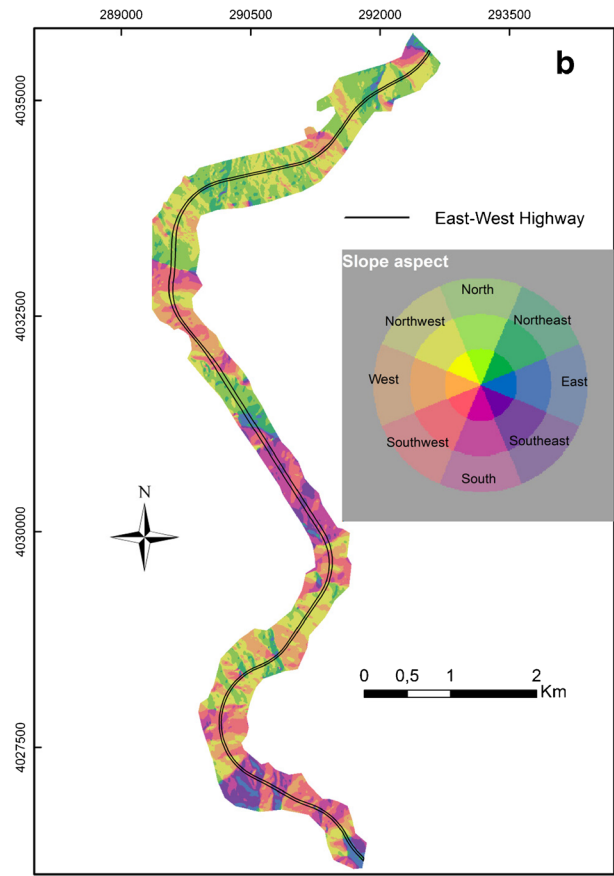 289000 290500 292000 293500
b
4035000
East-West Highway
Slope aspect
North
Northwest Northeast
4032500
West East
Southwest Southeast
South
N
4030000
0 0,5 1 2
Km
4027500